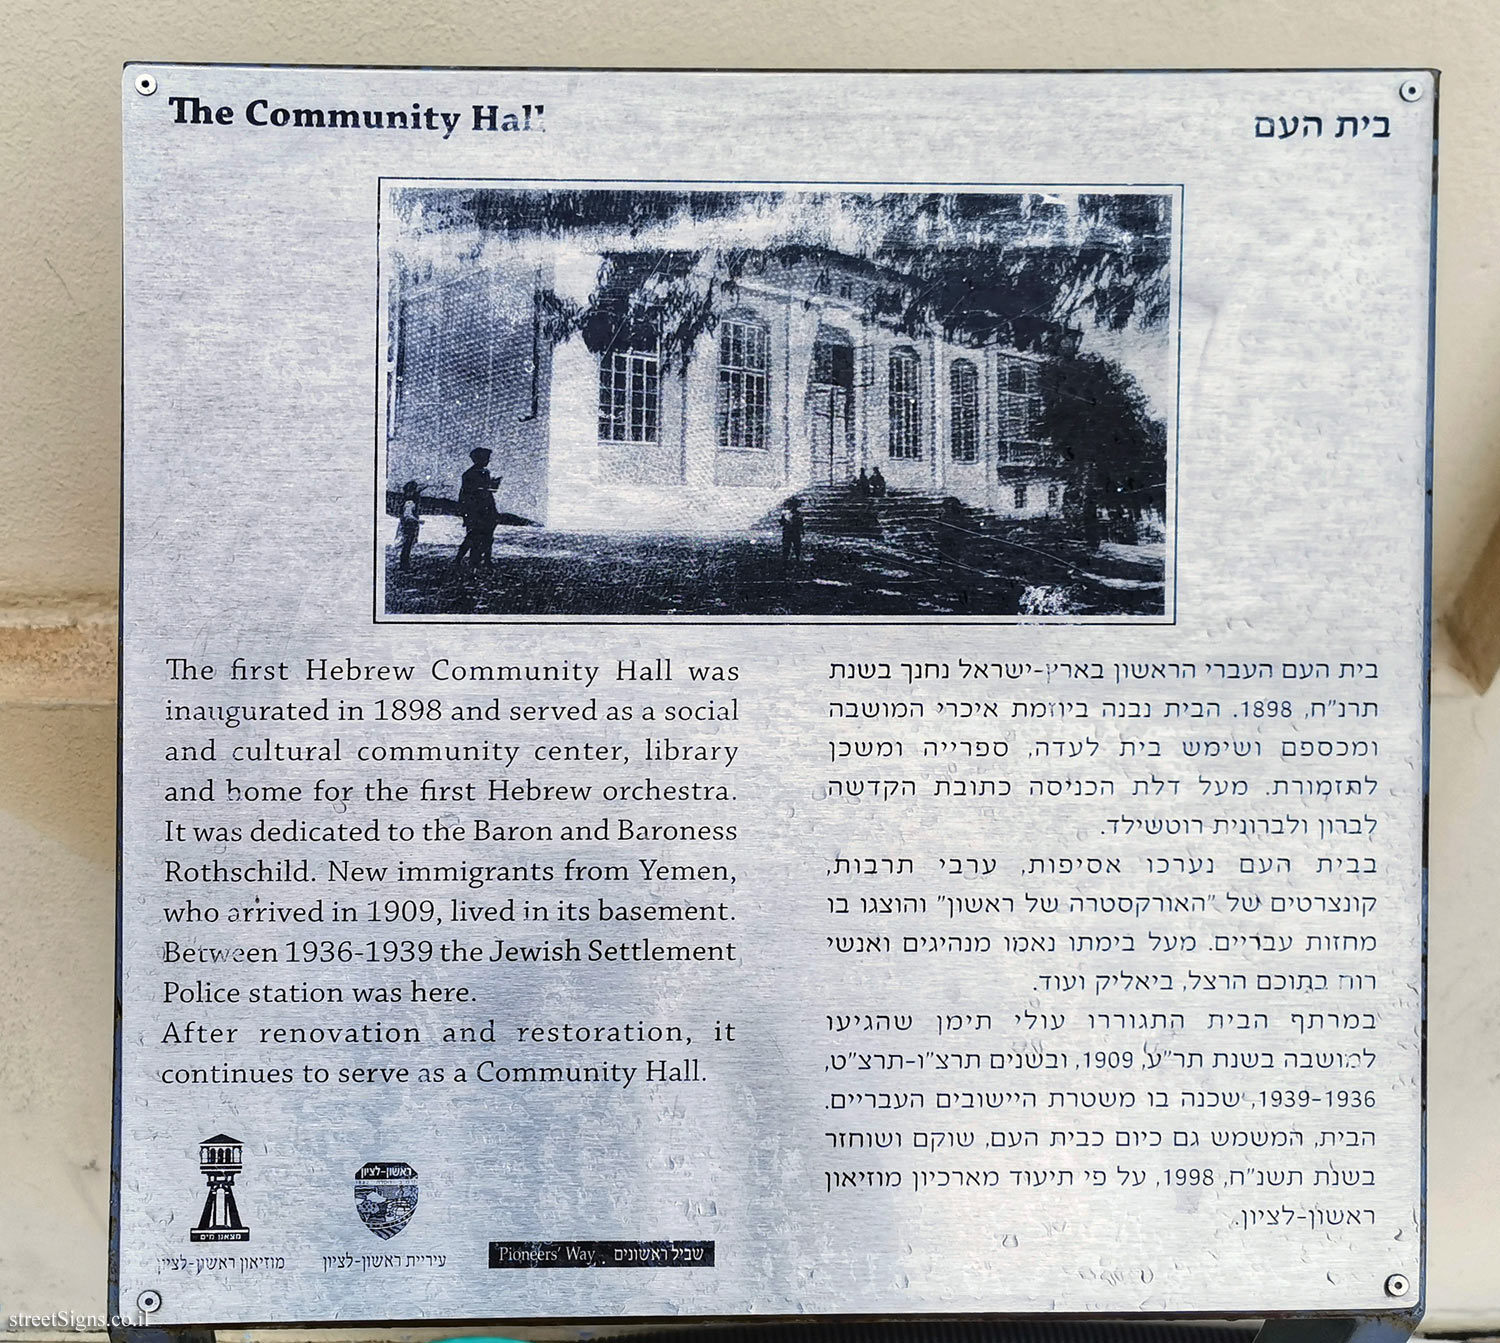 The Community Hall
בית העם
The first Hebrew Community Hall was
inaugurated in 1898 and served as a social
and cultural community center, library
and home for the first Hebrew orchestra.
It was dedicated to the Baron and Baroness
Rothschild. New immigrants from Yemen,
who arrived in 1909, lived in its basement.
Between 1936-1939 the Jewish Settlement
Police station was here.
After renovation and restoration, it
continues to serve as a Community Hall.
בית העם העברי הראשון בארץ-ישראל נחנך בשנת
תרנ"ח, 1898. הבית נבנה ביוזמת איכרי המושבה
ומכספם ושימש בית לעדה, ספרייה ומשכן
לתזמורת. מעל דלת הכניסה כתובת הקדשה
לברון ולברונית רוטשילד.
בבית העם נערכו אסיפות, ערבי תרבות,
קונצרטים של "האורקסטרה של ראשון" והוצגו בו
מחזות עבריים. מעל בימתו נאמו מנהיגים ואנשי
רוח בתוכם הרצל, ביאליק ועוד.
במרתף הבית התגוררו עולי תימן שהגיעו
למושבה בשנת תר"ע, 1909, ובשנים תרצ"ו-תרצ"ט,
1939-1936, שכנה בו משטרת היישובים העבריים.
הבית, המשמש גם כיום כבית העם, שוקם ושוחזר
בשנת תשנ"ח, 1998, על פי תיעוד מארכיון מוזיאון
ראשון-לציון.
מצאנו מים
מוזיאון ראשון-לציון
ראשון-לציון
עיריית ראשון-לציון
Pioneers' Way שביל ראשונים
streetSigns.co.il